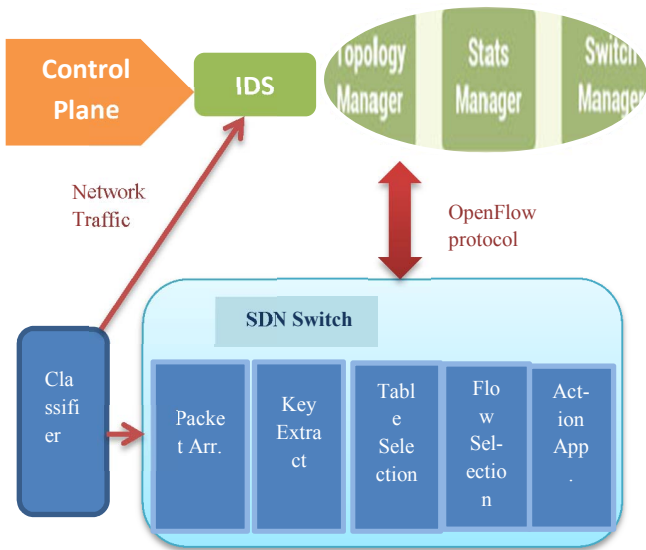 Control
Plane
IDS
Topology
Manager
Stats
Manager
Switch
Manager
Network
Traffic
OpenFlow
protocol
SDN Switch
Cla
ssifi
er
Packe
t Arr.
Key
Extra
ct
Tabl
e
Sele
ction
Flo
w
Sel-
ectio
n
Act-
ion
App
.